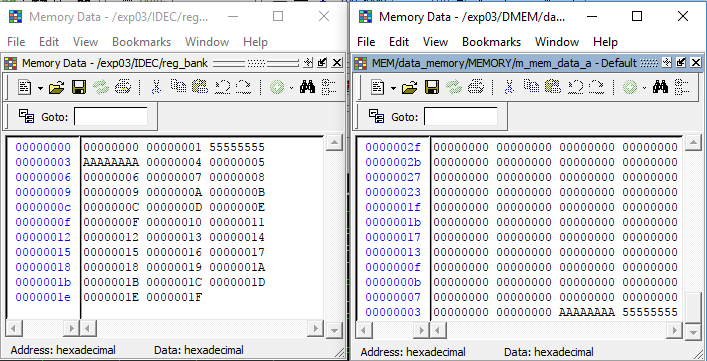 Memory Data - /exp03/IDEC/reg...
File Edit View Bookmarks Window
Memory Data - /exp03/IDEC/reg_bank
Goto:
00000000 00000000 00000001 55555555
00000003 AAAAAAAA 00000004 00000005
00000006 00000006 00000007 00000008
00000009 00000009 0000000A 0000000B
0000000c 0000000C 0000000D 0000000E
0000000f 0000000F 00000010 00000011
00000012 00000012 00000013 00000014
00000015 00000015 00000016 00000017
00000018 00000018 00000019 0000001A
0000001b 0000001B 0000001C 0000001D
0000001e 0000001E 0000001F
Address: hexadecimal Data: hexadecimal
Memory Data - /exp03/DMEM/da...
File Edit View Bookmarks Window
MEM/data_memory/MEMORY/m_mem_data_a - Default
Goto:
0000002f 00000000 00000000 00000000 00000000
0000002b 00000000 00000000 00000000 00000000
00000027 00000000 00000000 00000000 00000000
00000023 00000000 00000000 00000000 00000000
0000001f 00000000 00000000 00000000 00000000
0000001b 00000000 00000000 00000000 00000000
00000017 00000000 00000000 00000000 00000000
00000013 00000000 00000000 00000000 00000000
0000000f 00000000 00000000 00000000 00000000
0000000b 00000000 00000000 00000000 00000000
00000007 00000000 00000000 00000000 00000000
00000003 00000000 00000000 AAAAAAAA 55555555
Address: hexadecimal Data: hexadecimal